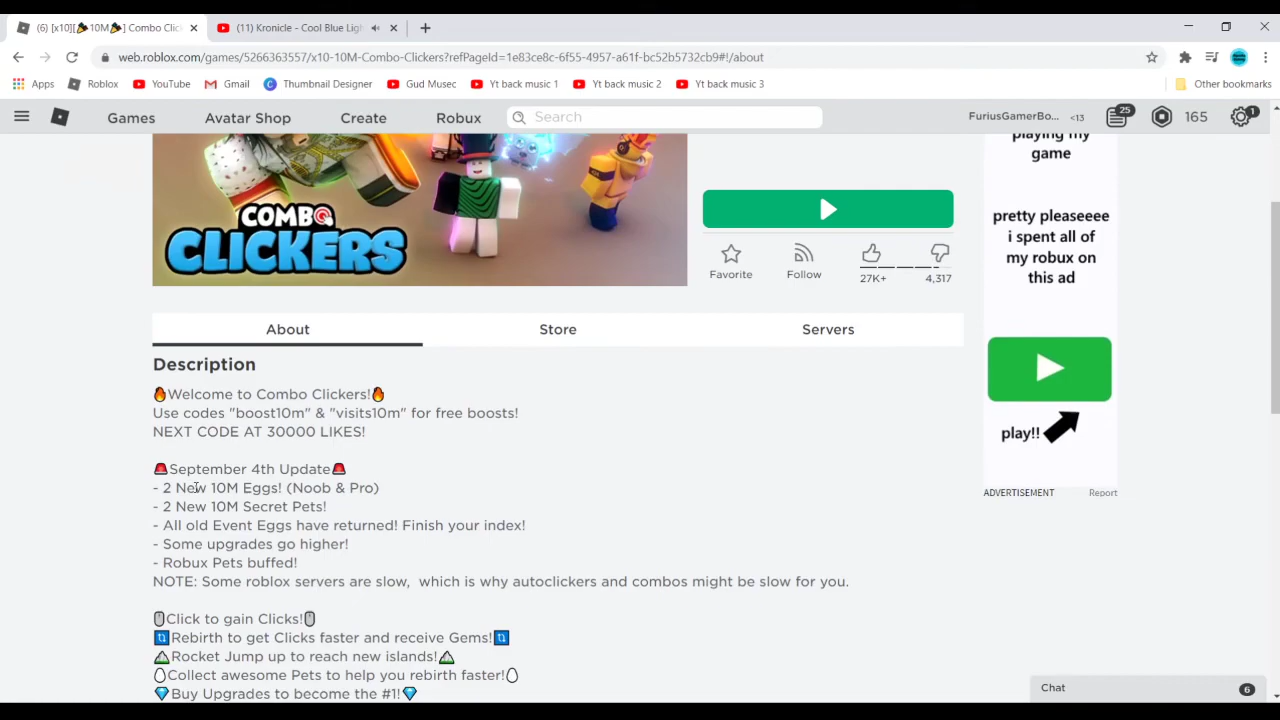 (6) [x10][🎉10M🎉] Combo Clic
(11) Kronicle - Cool Blue Ligh
web.roblox.com/games/5266363557/x10-10M-Combo-Clickers?refPageId=1e83ce8c-6f55-4957-a61f-bc52b5732cb9#!/about
Apps Roblox YouTube Gmail Thumbnail Designer Gud Musec Yt back music 1 Yt back music 2 Yt back music 3 Other bookmarks
Games Avatar Shop Create Robux Search FuriusGamerBo... <13 25 165 1
playing my
game
pretty pleaseeee
i spent all of
my robux on
this ad
play!!
ADVERTISEMENT Report
COMBO
CLICKERS
Favorite Follow 27K+ 4,317
About Store Servers
Description
🔥Welcome to Combo Clickers!🔥
Use codes "boost10m" & "visits10m" for free boosts!
NEXT CODE AT 30000 LIKES!
🚨September 4th Update🚨
- 2 New 10M Eggs! (Noob & Pro)
- 2 New 10M Secret Pets!
- All old Event Eggs have returned! Finish your index!
- Some upgrades go higher!
- Robux Pets buffed!
NOTE: Some roblox servers are slow, which is why autoclickers and combos might be slow for you.
🖱Click to gain Clicks!🖱
🔃Rebirth to get Clicks faster and receive Gems!🔃
⛰Rocket Jump up to reach new islands!⛰
🥚Collect awesome Pets to help you rebirth faster!🥚
💎Buy Upgrades to become the #1!💎
Chat 6